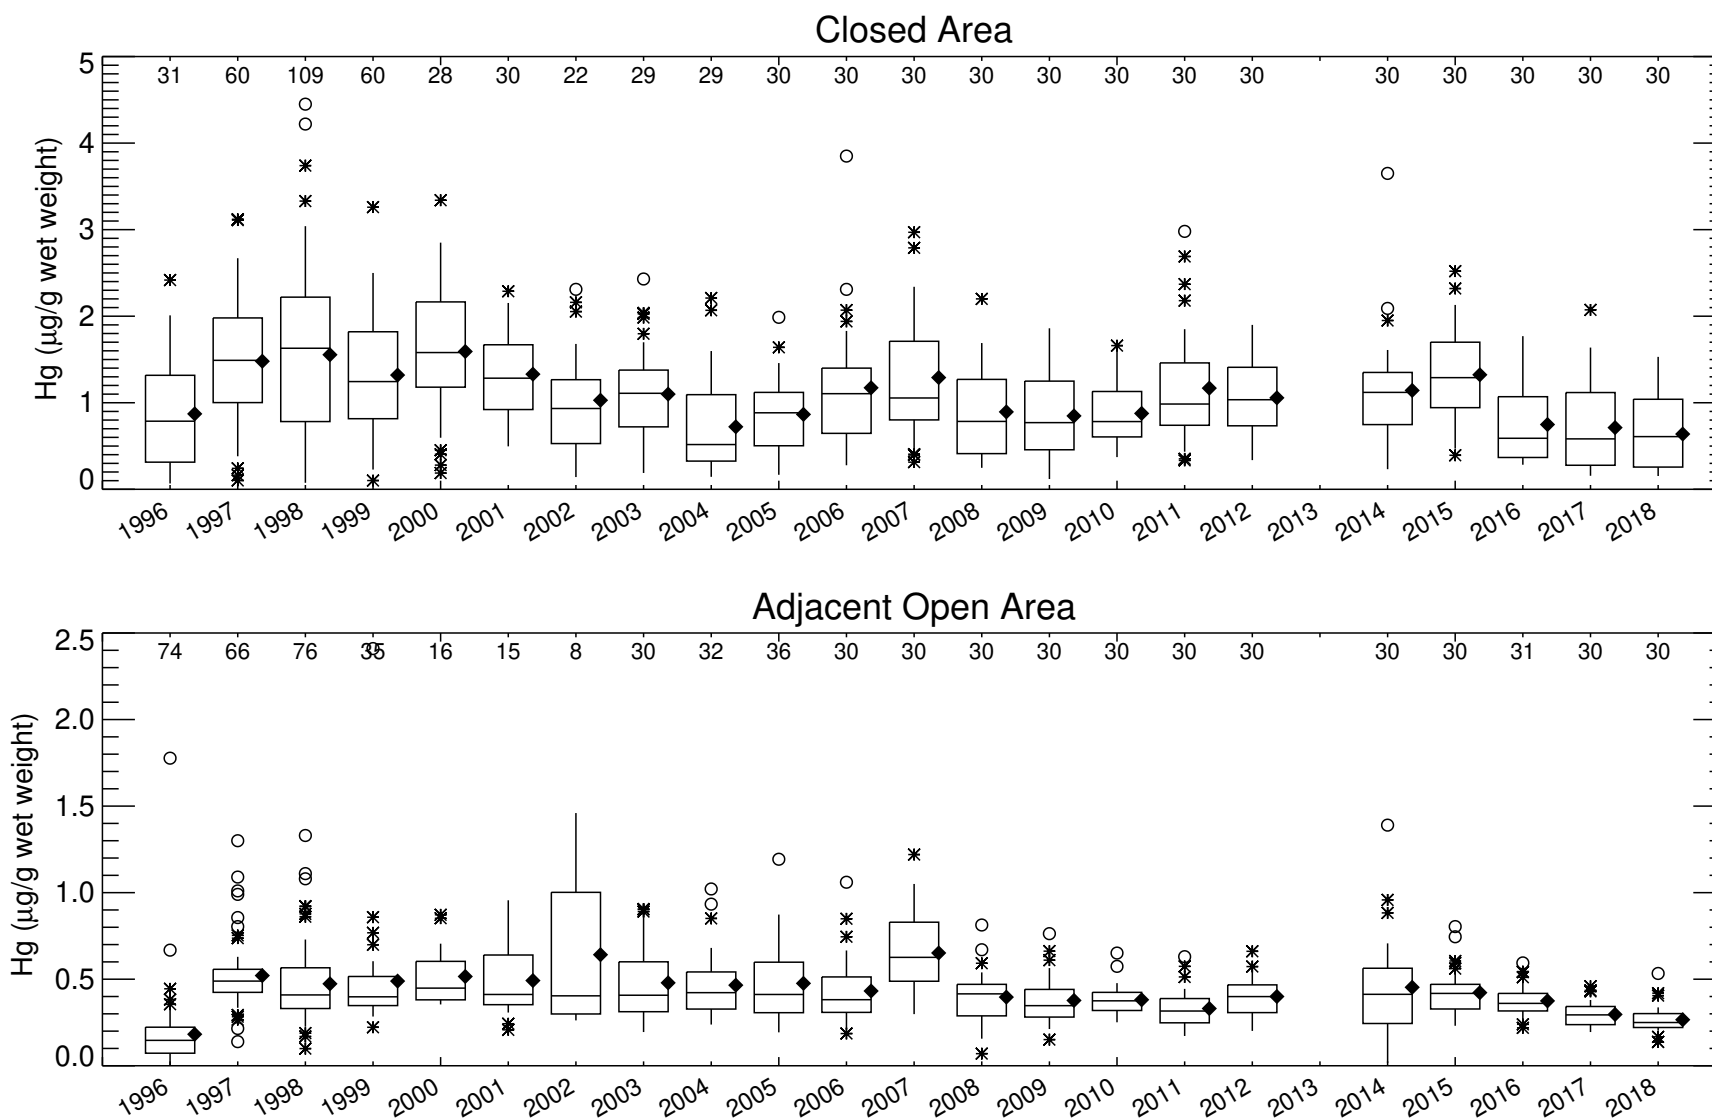 Closed Area
Hg (µg/g wet weight)
5
4
3
2
1
0
31 60 109 60 28 30 22 29 29 30 30 30 30 30 30 30 30 30 30 30 30 30
1996 1997 1998 1999 2000 2001 2002 2003 2004 2005 2006 2007 2008 2009 2010 2011 2012 2013 2014 2015 2016 2017 2018
Adjacent Open Area
Hg (µg/g wet weight)
2.5
2.0
1.5
1.0
0.5
0.0
74 66 76 35 16 15 8 30 32 36 30 30 30 30 30 30 30 30 30 31 30 30
1996 1997 1998 1999 2000 2001 2002 2003 2004 2005 2006 2007 2008 2009 2010 2011 2012 2013 2014 2015 2016 2017 2018